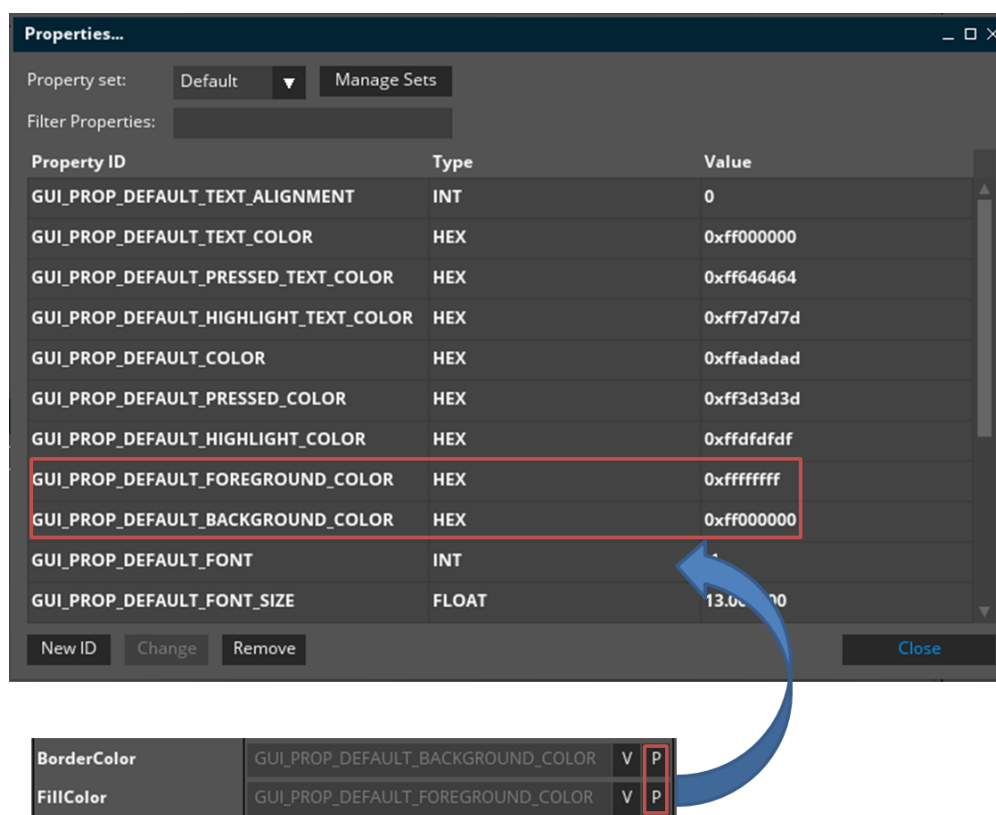 Properties...
Property set: Default Manage Sets
Filter Properties:
Property ID Type Value
GUI_PROP_DEFAULT_TEXT_ALIGNMENT INT 0
GUI_PROP_DEFAULT_TEXT_COLOR HEX 0xff000000
GUI_PROP_DEFAULT_PRESSED_TEXT_COLOR HEX 0xff646464
GUI_PROP_DEFAULT_HIGHLIGHT_TEXT_COLOR HEX 0xff7d7d7d
GUI_PROP_DEFAULT_COLOR HEX 0xffadadad
GUI_PROP_DEFAULT_PRESSED_COLOR HEX 0xff3d3d3d
GUI_PROP_DEFAULT_HIGHLIGHT_COLOR HEX 0xffdfdfdf
GUI_PROP_DEFAULT_FOREGROUND_COLOR HEX 0xffffffff
GUI_PROP_DEFAULT_BACKGROUND_COLOR HEX 0xff000000
GUI_PROP_DEFAULT_FONT INT
GUI_PROP_DEFAULT_FONT_SIZE FLOAT
New ID Change Remove Close
BorderColor GUI_PROP_DEFAULT_BACKGROUND_COLOR V P
FillColor GUI_PROP_DEFAULT_FOREGROUND_COLOR V P